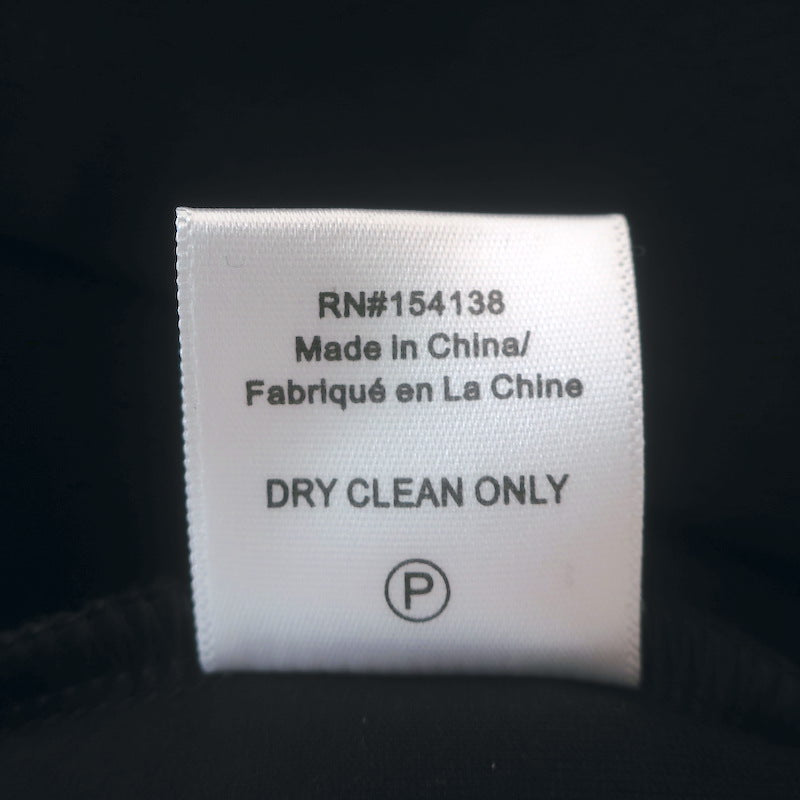 RN#154138
Made in China/
Fabriqué en La Chine
DRY CLEAN ONLY
P